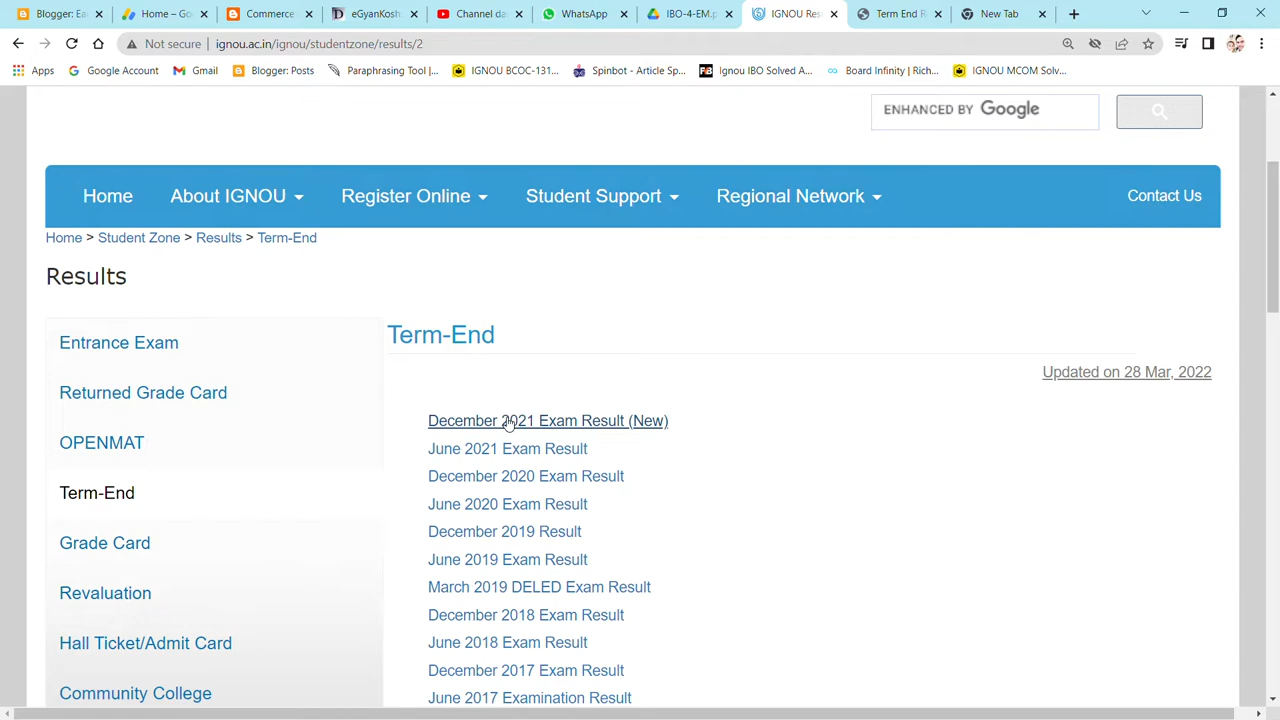 Blogger: Ea
Home – Go
Commerce
eGyanKosh
Channel da
WhatsApp
IBO-4-EM.p
IGNOU Res
Term End R
New Tab
Not secure | ignou.ac.in/ignou/studentzone/results/2
Apps
Google Account
Gmail
Blogger: Posts
Paraphrasing Tool |...
IGNOU BCOC-131...
Spinbot - Article Sp...
Ignou IBO Solved A...
Board Infinity | Rich...
IGNOU MCOM Solv...
ENHANCED BY Google
Home
About IGNOU
Register Online
Student Support
Regional Network
Contact Us
Home > Student Zone > Results > Term-End
Results
Entrance Exam
Returned Grade Card
OPENMAT
Term-End
Grade Card
Revaluation
Hall Ticket/Admit Card
Community College
Term-End
Updated on 28 Mar, 2022
December 2021 Exam Result (New)
June 2021 Exam Result
December 2020 Exam Result
June 2020 Exam Result
December 2019 Result
June 2019 Exam Result
March 2019 DELED Exam Result
December 2018 Exam Result
June 2018 Exam Result
December 2017 Exam Result
June 2017 Examination Result